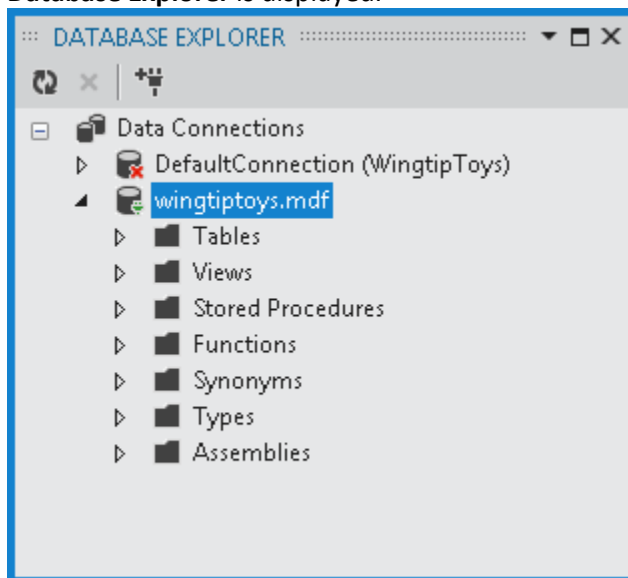 DATABASE EXPLORER
Data Connections
DefaultConnection (WingtipToys)
wingtiptoys.mdf
Tables
Views
Stored Procedures
Functions
Synonyms
Types
Assemblies